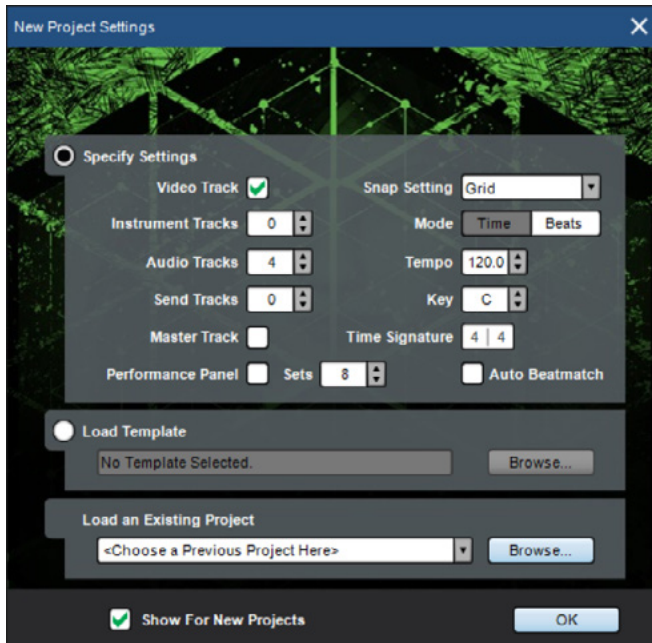 New Project Settings
Specify Settings
Video Track Snap Setting Grid
Instrument Tracks 0 Mode Time Beats
Audio Tracks 4 Tempo 120.0
Send Tracks 0 Key C
Master Track Time Signature 4 | 4
Performance Panel Sets 8 Auto Beatmatch
Load Template
No Template Selected. Browse...
Load an Existing Project
<Choose a Previous Project Here> Browse...
Show For New Projects OK